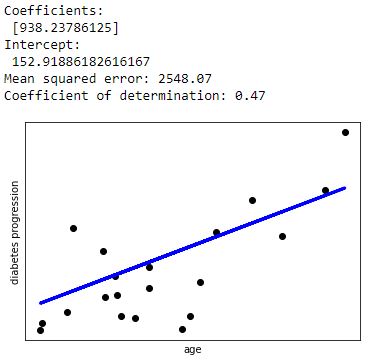 Coefficients:
[938.23786125]
Intercept:
152.91886182616167
Mean squared error: 2548.07
Coefficient of determination: 0.47
diabetes progression
age